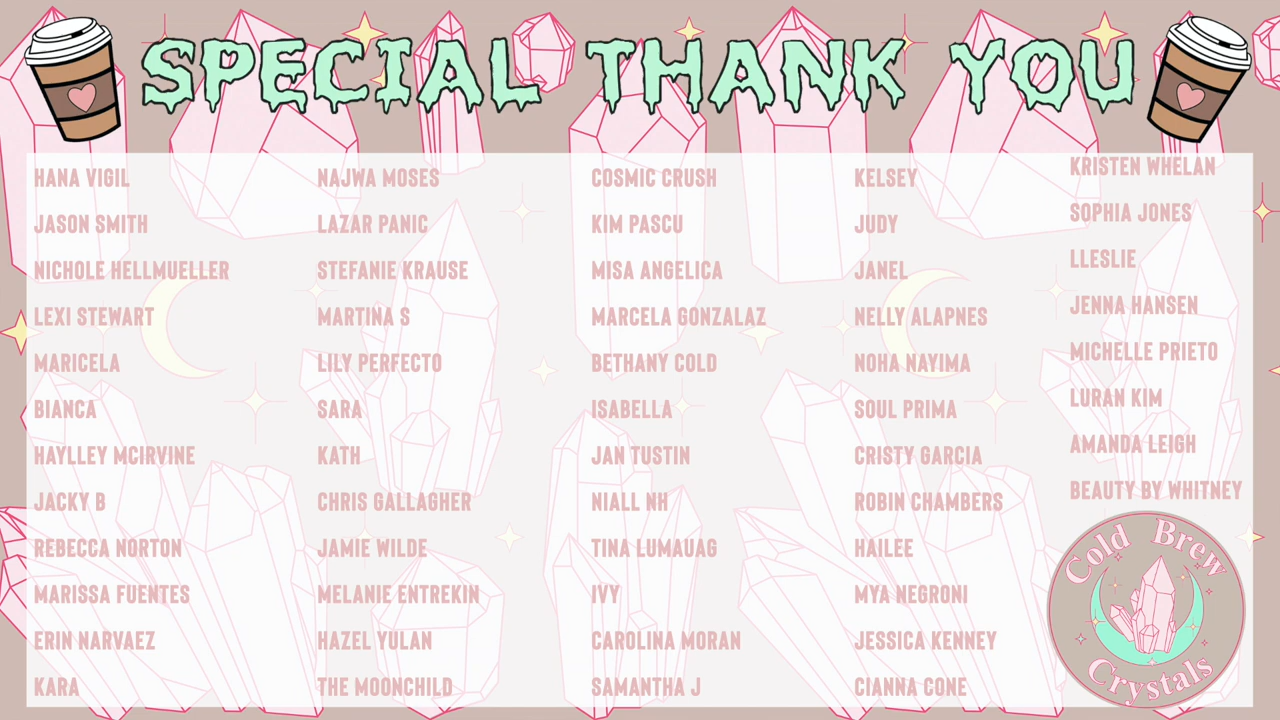 SPECIAL THANK YOU
HANA VIGIL
JASON SMITH
NICHOLE HELLMUELLER
LEXI STEWART
MARICELA
BIANCA
HAYLLEY MCIRVINE
JACKY B
REBECCA NORTON
MARISSA FUENTES
ERIN NARVAEZ
KARA
NAJWA MOSES
LAZAR PANIC
STEFANIE KRAUSE
MARTINA S
LILY PERFECTO
SARA
KATH
CHRIS GALLAGHER
JAMIE WILDE
MELANIE ENTREKIN
HAZEL YULAN
THE MOONCHILD
COSMIC CRUSH
KIM PASCU
MISA ANGELICA
MARCELA GONZALAZ
BETHANY COLD
ISABELLA
JAN TUSTIN
NIALL NH
TINA LUMAUAG
IVY
CAROLINA MORAN
SAMANTHA J
KELSEY
JUDY
JANEL
NELLY ALAPNES
NOHA NAYIMA
SOUL PRIMA
CRISTY GARCIA
ROBIN CHAMBERS
HAILEE
MYA NEGRONI
JESSICA KENNEY
CIANNA CONE
KRISTEN WHELAN
SOPHIA JONES
LLESLIE
JENNA HANSEN
MICHELLE PRIETO
LURAN KIM
AMANDA LEIGH
BEAUTY BY WHITNEY
Cold Brew
Crystals